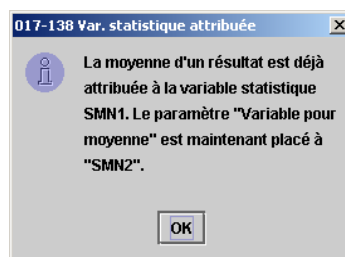 017-138 Var. statistique attribuée
La moyenne d'un résultat est déjà
attribuée à la variable statistique
SMN1. Le paramètre "Variable pour
moyenne" est maintenant placé à
"SMN2".
OK